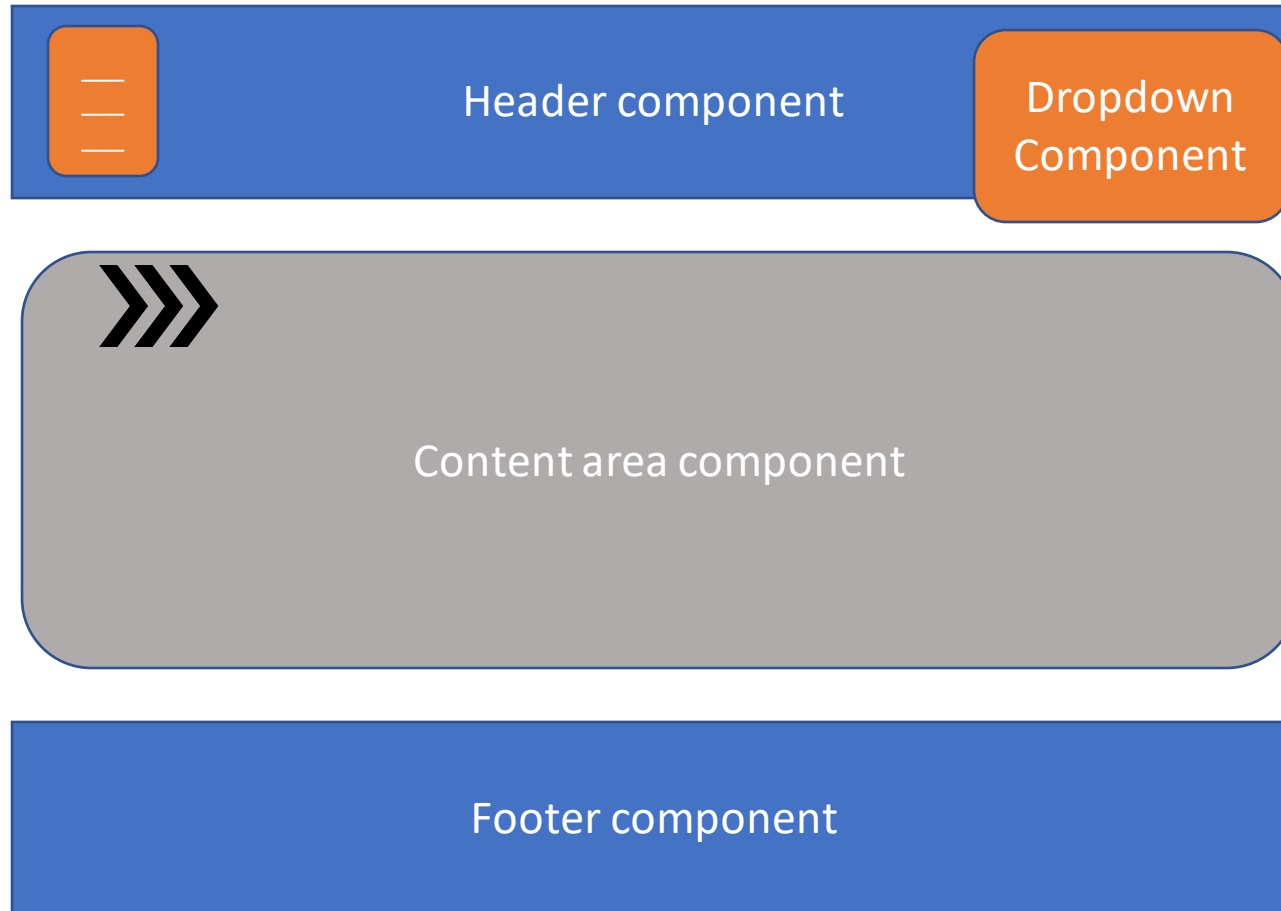 Header component
Dropdown
Component
Content area component
Footer component